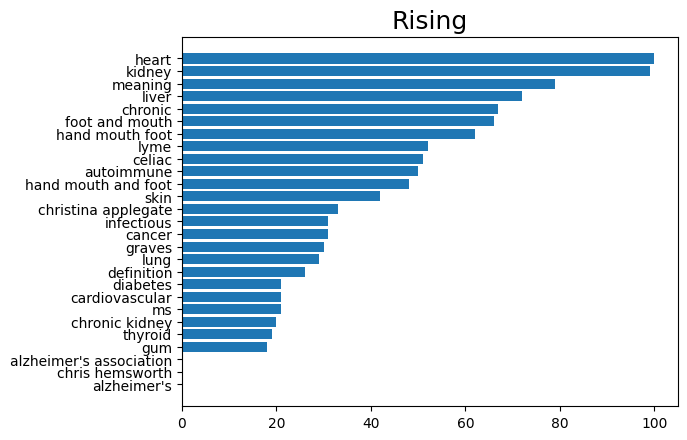 Rising
heart
kidney
meaning
liver
chronic
foot and mouth
hand mouth foot
lyme
celiac
autoimmune
hand mouth and foot
skin
christina applegate
infectious
cancer
graves
lung
definition
diabetes
cardiovascular
ms
chronic kidney
thyroid
gum
alzheimer's association
chris hemsworth
alzheimer's
0 20 40 60 80 100